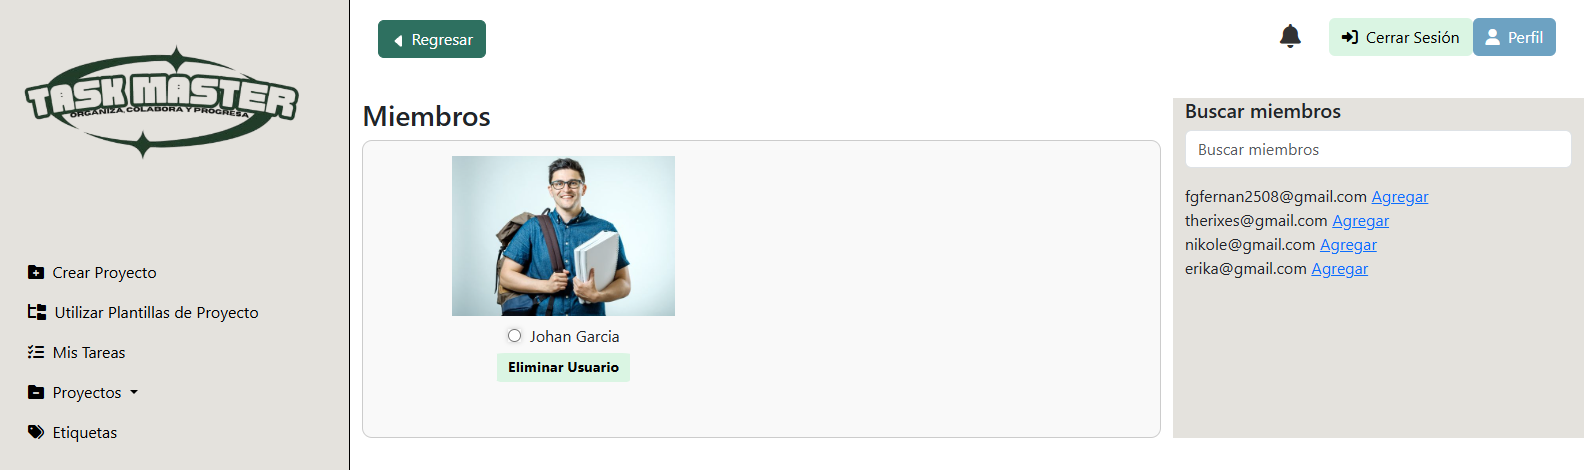 TASK MASTER
ORGANIZA, COLABORA Y PROGRESA
Crear Proyecto
Utilizar Plantillas de Proyecto
Mis Tareas
Proyectos
Etiquetas
Regresar
Cerrar Sesión
Perfil
Miembros
Johan Garcia
Eliminar Usuario
Buscar miembros
Buscar miembros
fgfernan2508@gmail.com Agregar
therixes@gmail.com Agregar
nikole@gmail.com Agregar
erika@gmail.com Agregar